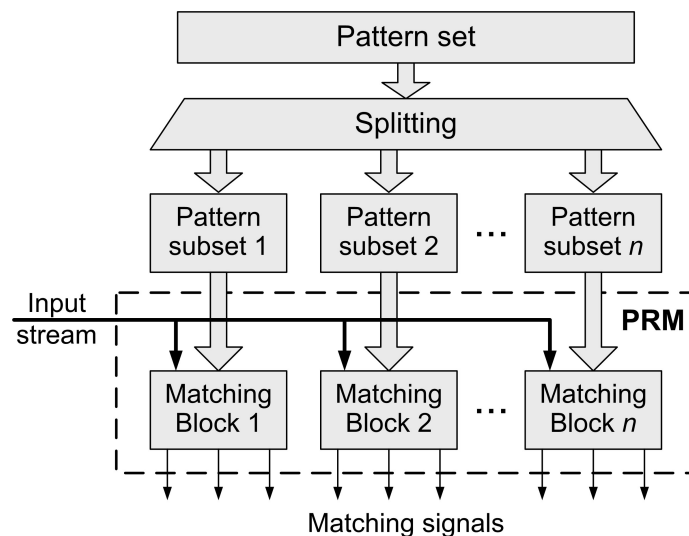 Pattern set
Splitting
Pattern
subset 1
Pattern
subset 2
...
Pattern
subset n
Input
stream
PRM
Matching
Block 1
Matching
Block 2
...
Matching
Block n
Matching signals